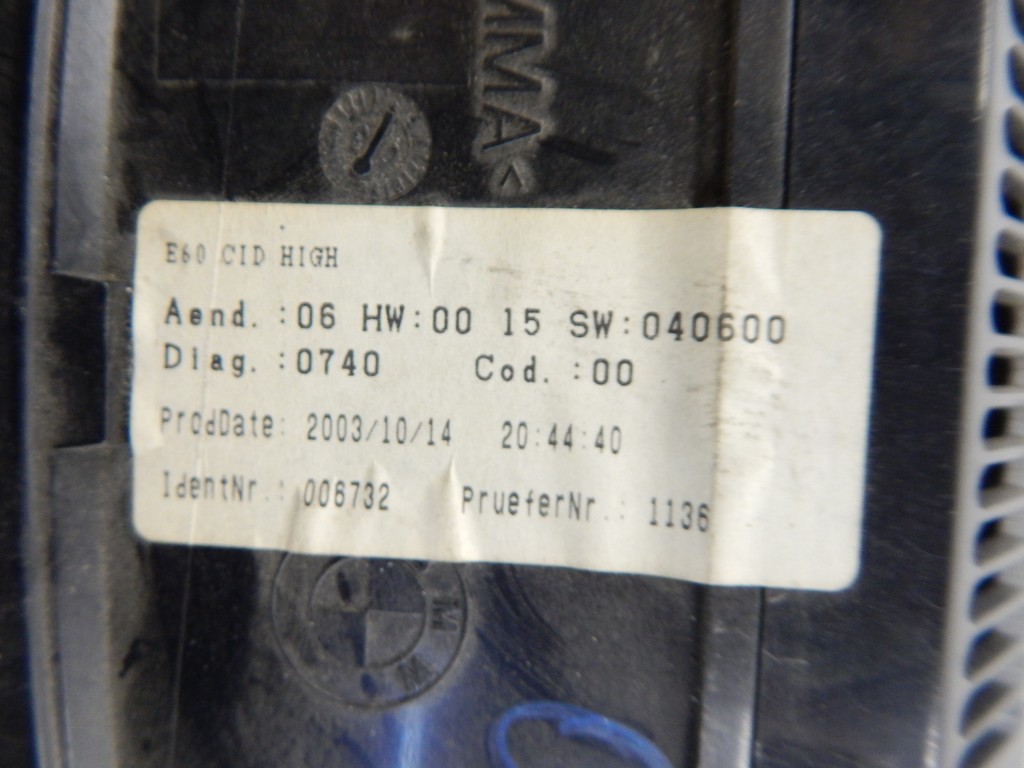 MMA<
E60 CID HIGH
Aend. :06 HW:00 15 SW:040600
Diag. :0740 Cod. :00
ProdDate: 2003/10/14 20:44:40
IdentNr.: 006732 PrueferNr.: 1136
B M W